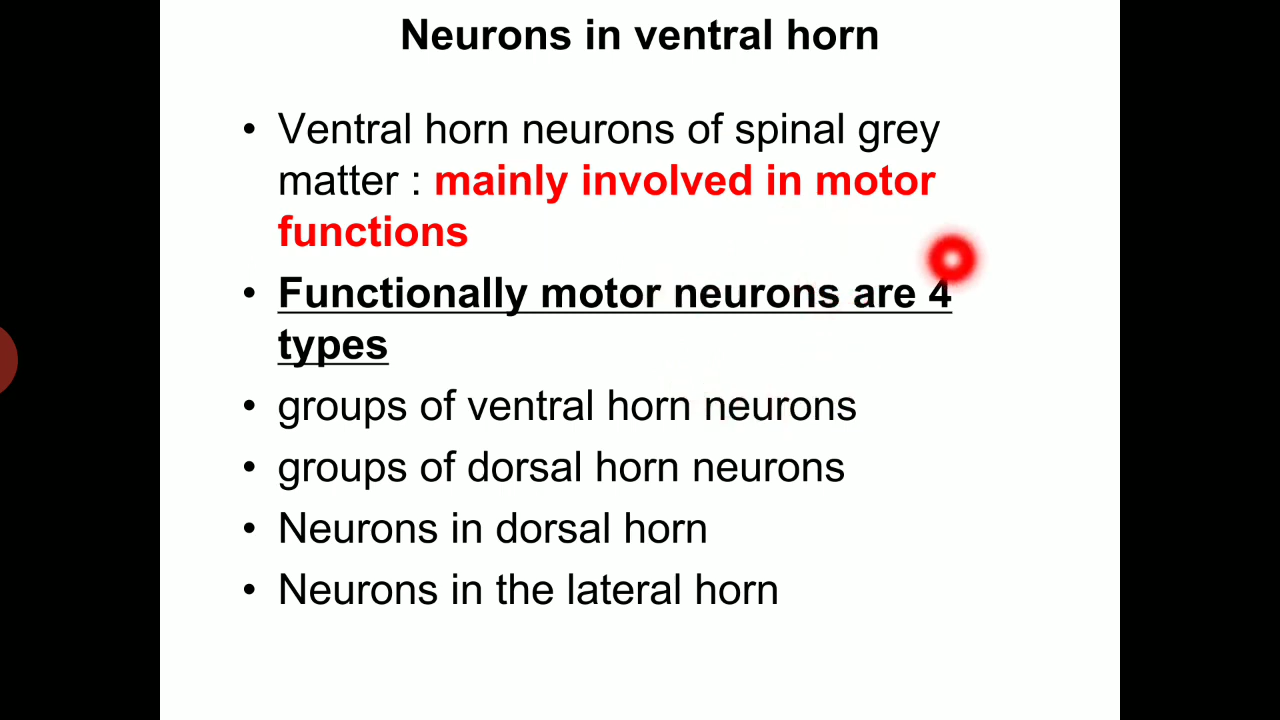 Neurons in ventral horn
• Ventral horn neurons of spinal grey
matter : mainly involved in motor
functions
• Functionally motor neurons are 4
types
• groups of ventral horn neurons
• groups of dorsal horn neurons
• Neurons in dorsal horn
• Neurons in the lateral horn